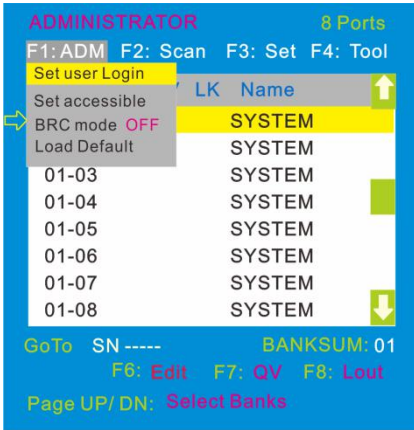 ADMINISTRATOR 8 Ports
F1: ADM F2: Scan F3: Set F4: Tool
Set user Login
LK Name
Set accessible
BRC mode OFF SYSTEM
Load Default SYSTEM
01-03 SYSTEM
01-04 SYSTEM
01-05 SYSTEM
01-06 SYSTEM
01-07 SYSTEM
01-08 SYSTEM
GoTo SN ----- BANKSUM: 01
F6: Edit F7: QV F8: Lout
Page UP/ DN: Select Banks